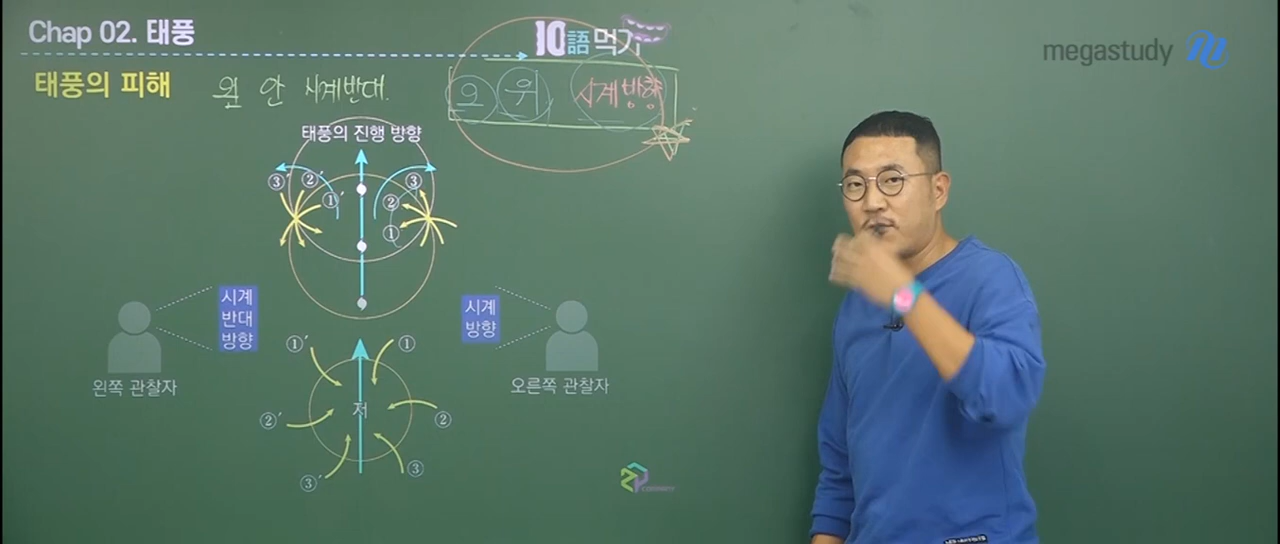 Chap 02. 태풍
10語먹기
megastudy
태풍의 피해
왼 안 시계반대.
오 위 시계방향
태풍의 진행 방향
③′ ②′ ①′
③
②
①
시계
반대
방향
시계
방향
왼쪽 관찰자
오른쪽 관찰자
①′ ①
저
②′ ②
③′ ③